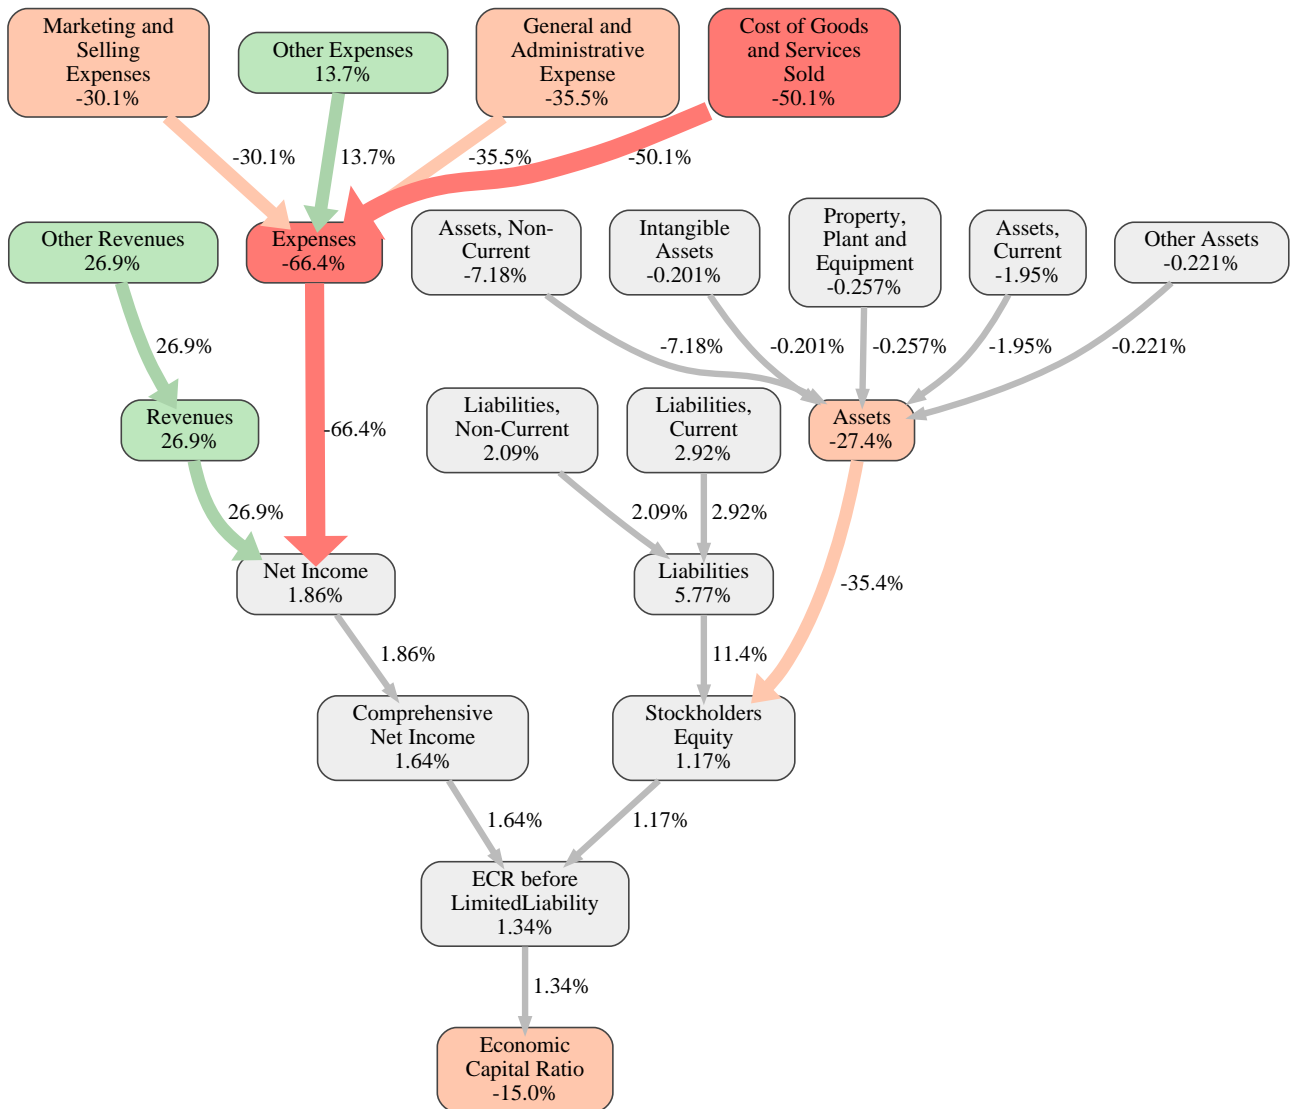 Marketing and
Selling
Expenses
-30.1%
Other Expenses
13.7%
General and
Administrative
Expense
-35.5%
Cost of Goods
and Services
Sold
-50.1%
-30.1%
13.7%
-35.5%
-50.1%
Other Revenues
26.9%
Expenses
-66.4%
Assets, Non-
Current
-7.18%
Intangible
Assets
-0.201%
Property,
Plant and
Equipment
-0.257%
Assets,
Current
-1.95%
Other Assets
-0.221%
26.9%
-7.18%
-0.201%
-0.257%
-1.95%
-0.221%
Revenues
26.9%
-66.4%
Liabilities,
Non-Current
2.09%
Liabilities,
Current
2.92%
Assets
-27.4%
26.9%
2.09%
2.92%
Net Income
1.86%
Liabilities
5.77%
-35.4%
1.86%
11.4%
Comprehensive
Net Income
1.64%
Stockholders
Equity
1.17%
1.64%
1.17%
ECR before
LimitedLiability
1.34%
1.34%
Economic
Capital Ratio
-15.0%